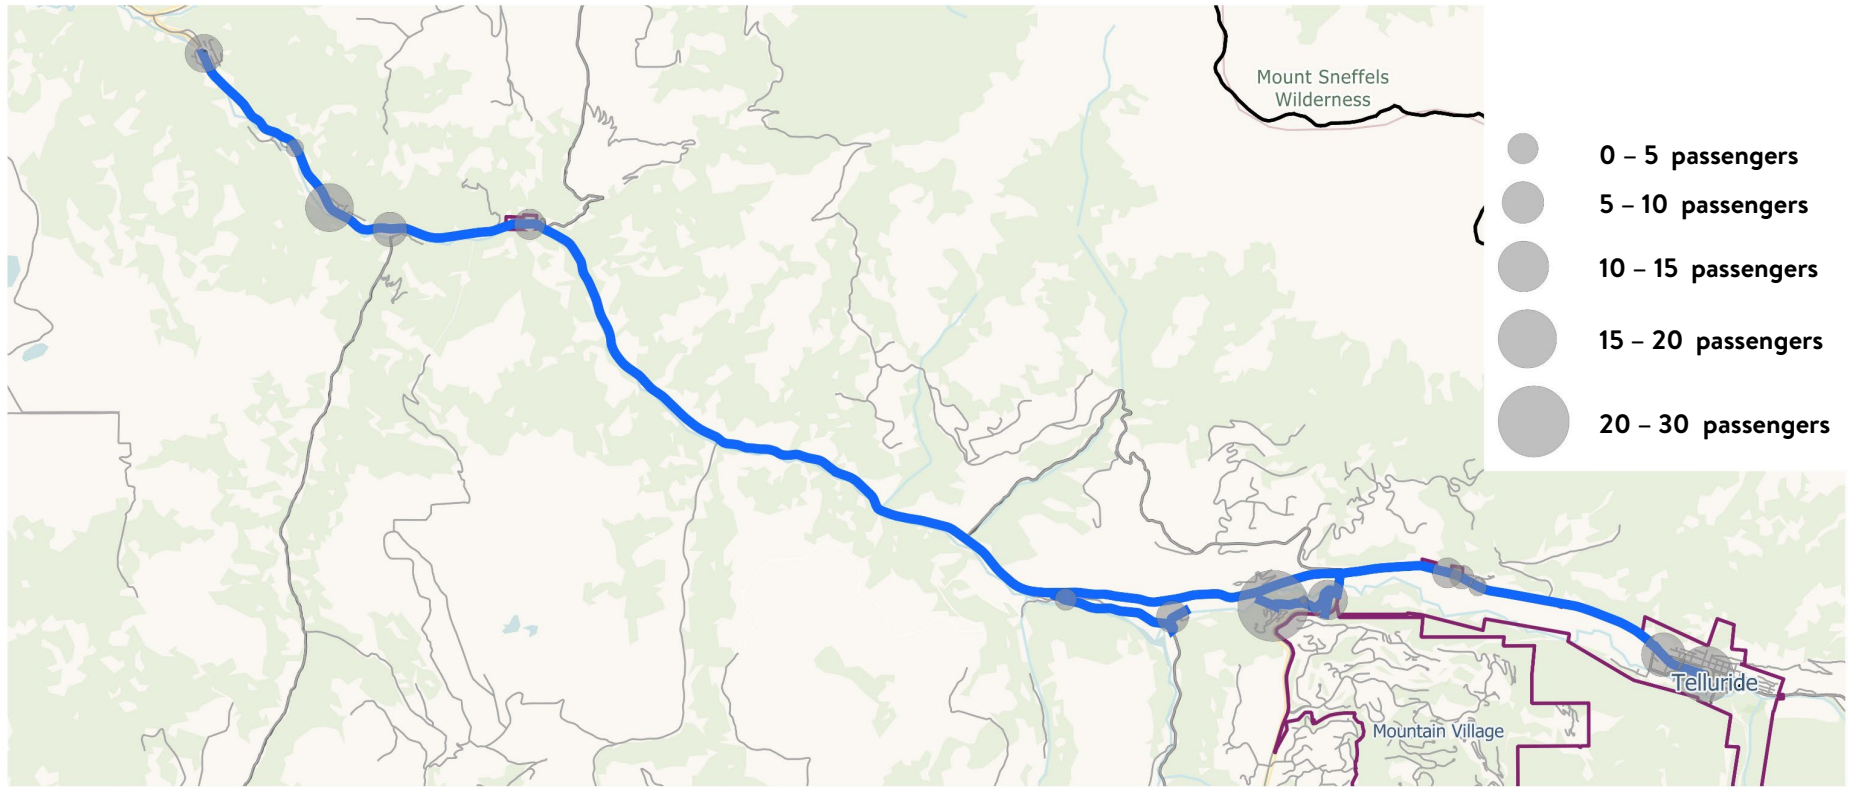 Mount Sneffels
Wilderness
0 – 5 passengers
5 – 10 passengers
10 – 15 passengers
15 – 20 passengers
20 – 30 passengers
Telluride
Mountain Village